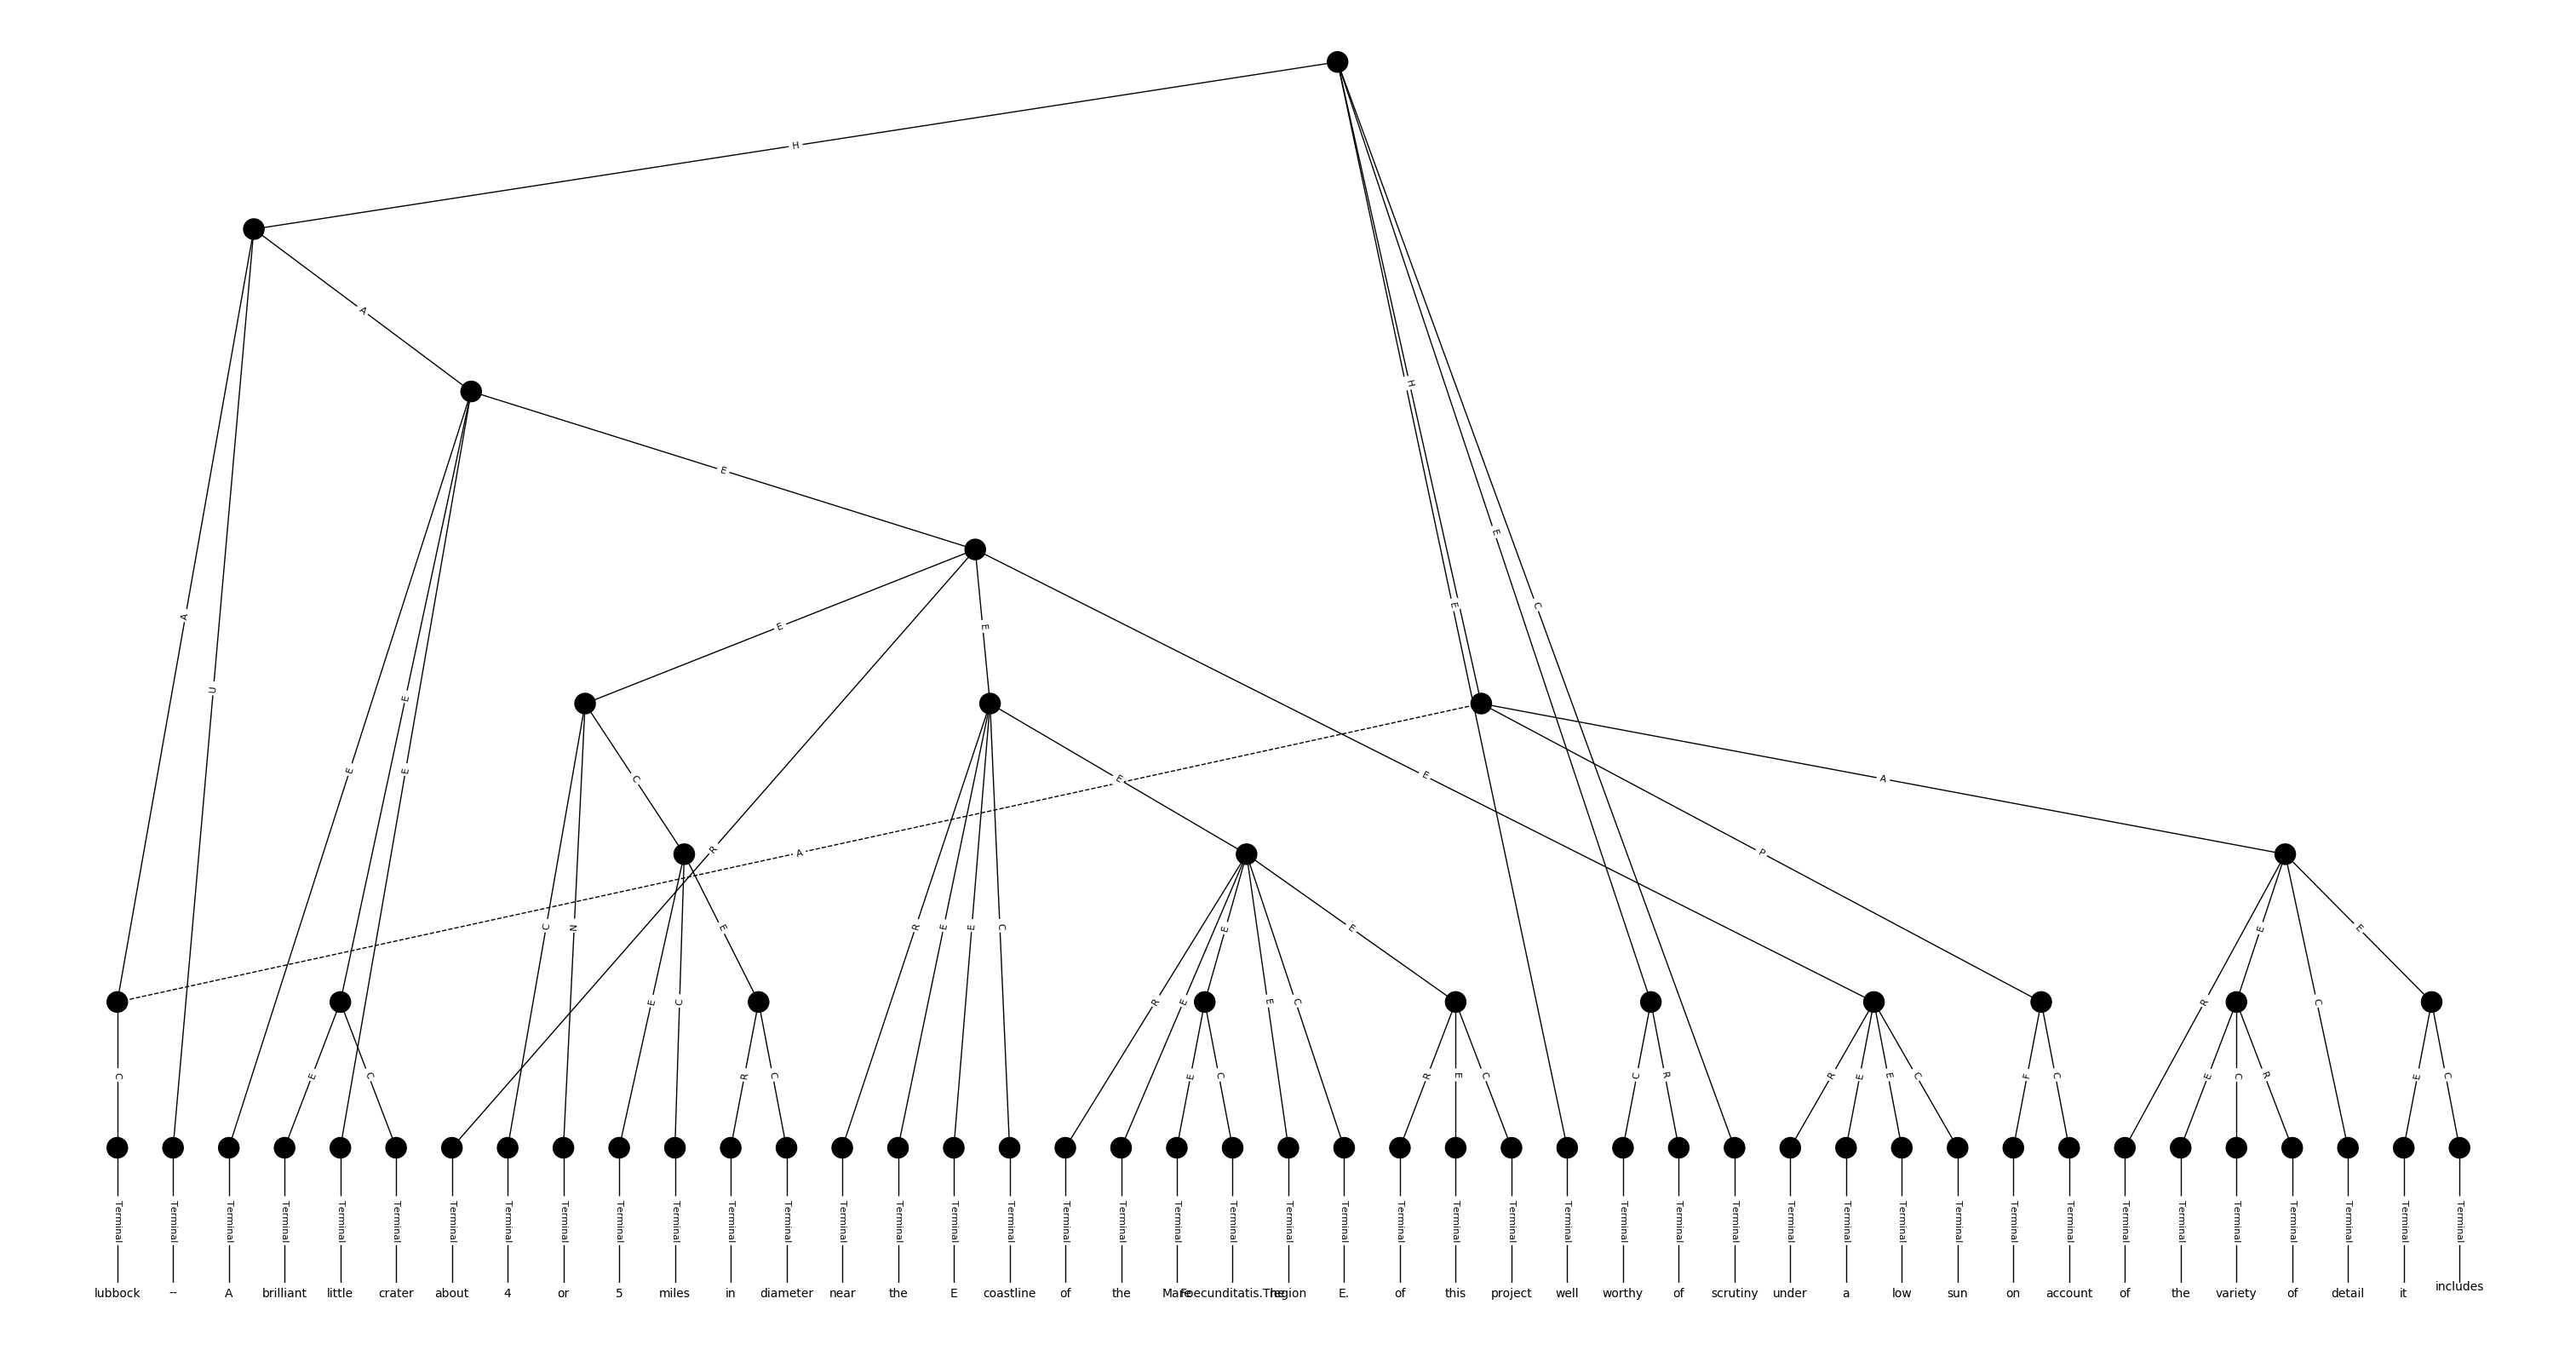 H
A
H
E
E
E C
A
E E
U
E
E E E
C E A
R A P
C N E R E E C E E E E
E C R E E C R C
C E C R C E C R E C C R R E E C F C E C R E C
Terminal Terminal Terminal Terminal Terminal Terminal Terminal Terminal Terminal Terminal Terminal Terminal Terminal Terminal Terminal Terminal Terminal Terminal Terminal Terminal Terminal Terminal Terminal Terminal Terminal Terminal Terminal Terminal Terminal Terminal Terminal Terminal Terminal Terminal Terminal Terminal Terminal Terminal Terminal Terminal Terminal Terminal Terminal
lubbock -- A brilliant little crater about 4 or 5 miles in diameter near the E coastline of the Mare Foecunditatis.The region E. of this project well worthy of scrutiny under a low sun on account of the variety of detail it includes